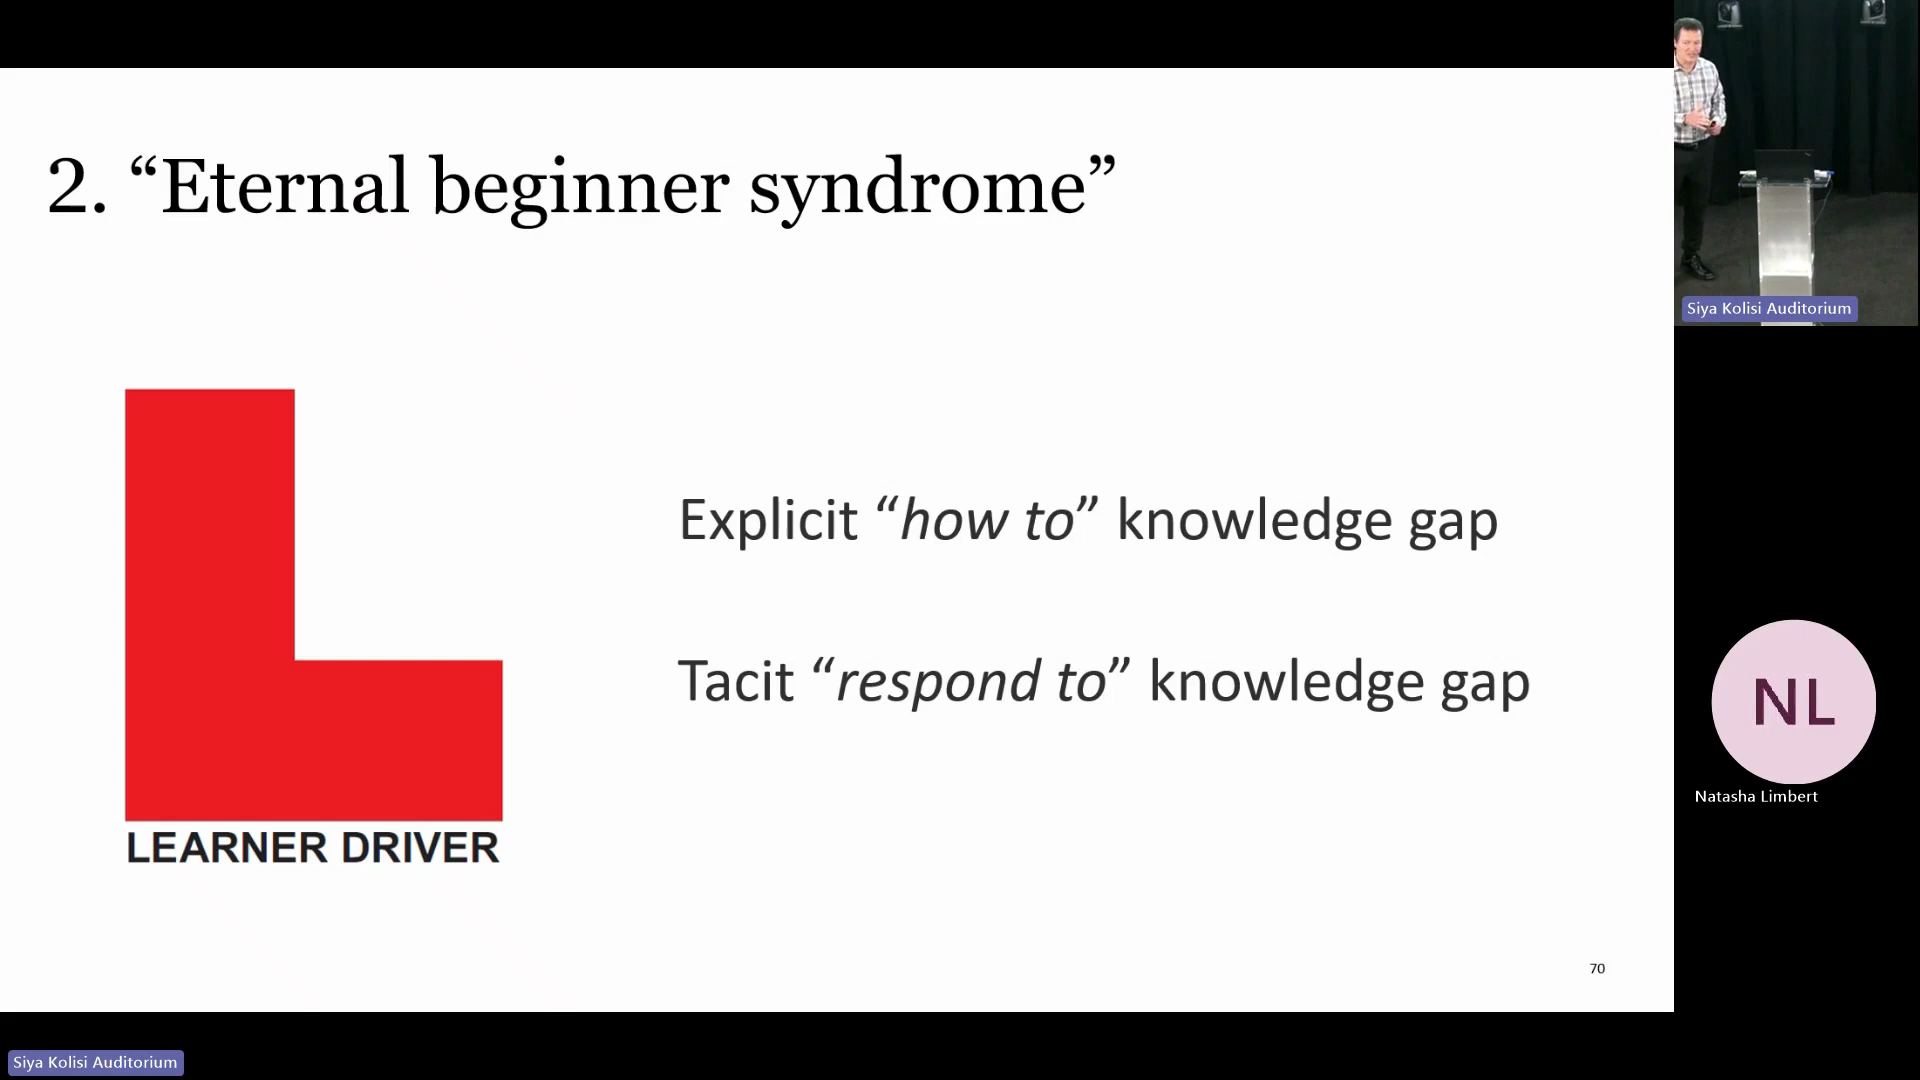 2. “Eternal beginner syndrome”
Explicit “how to” knowledge gap
Tacit “respond to” knowledge gap
LEARNER DRIVER
70
Siya Kolisi Auditorium
NL
Natasha Limbert
Siya Kolisi Auditorium